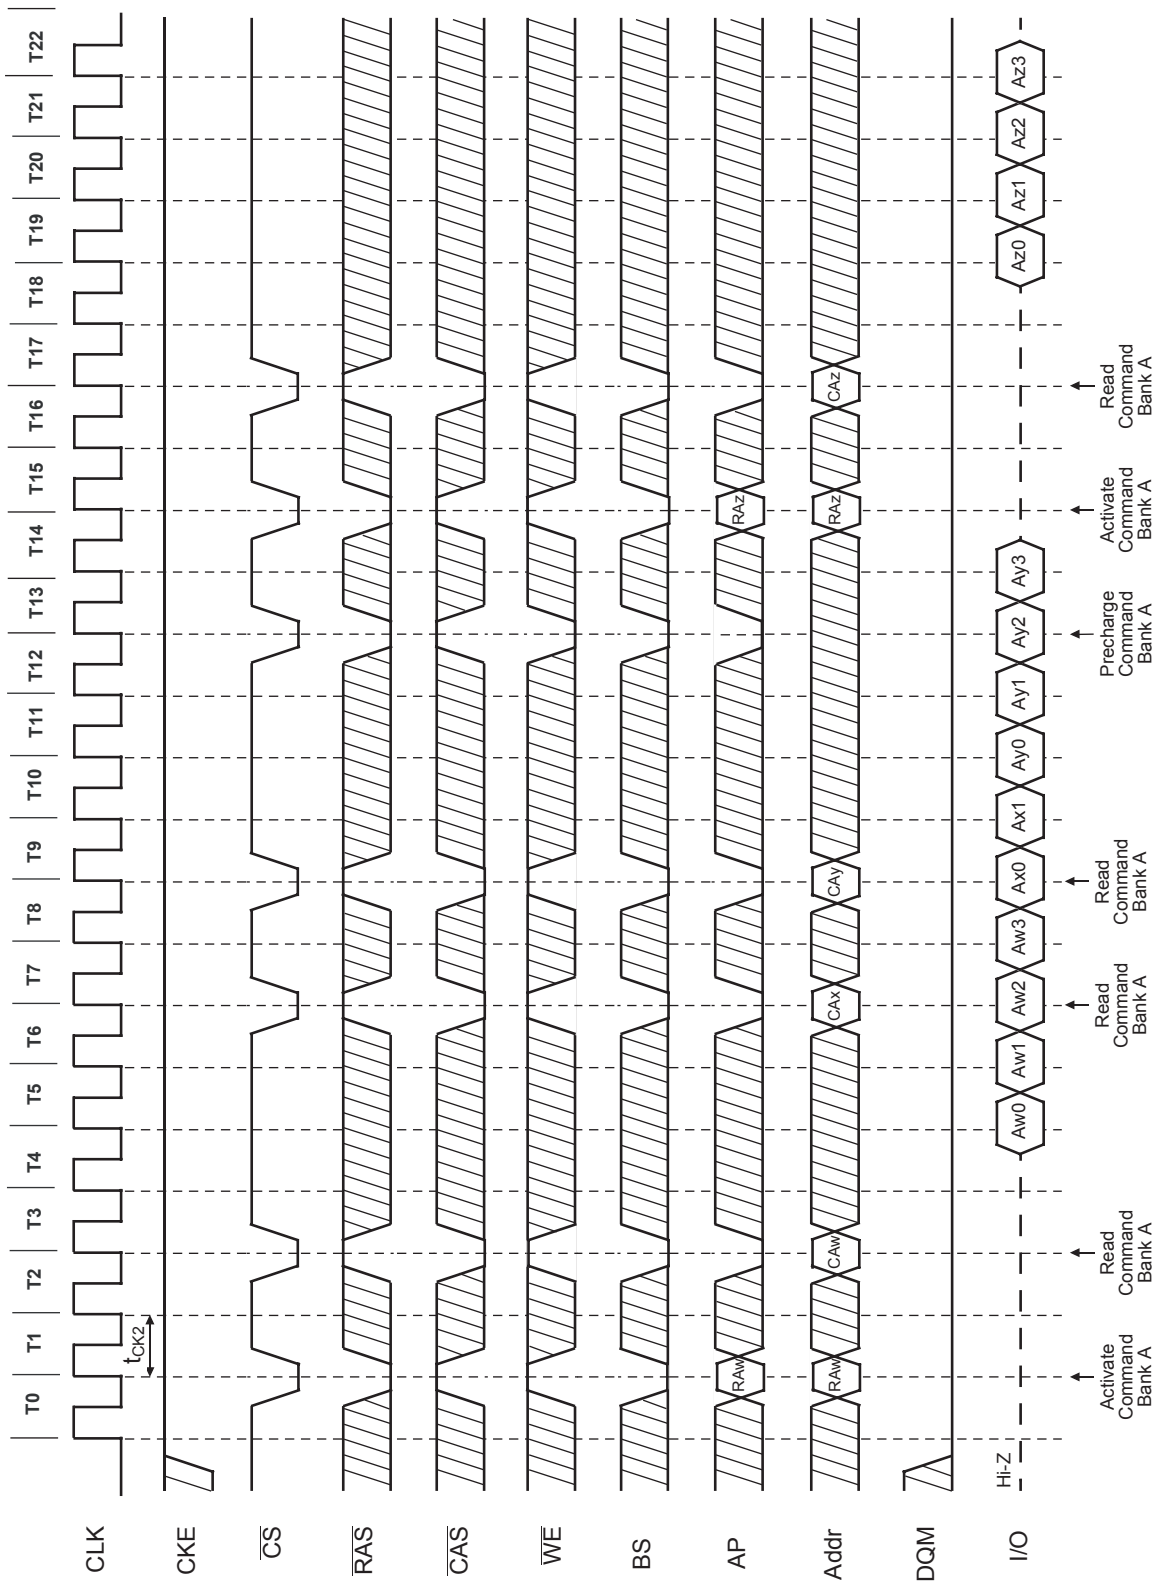 T0 T1 T2 T3 T4 T5 T6 T7 T8 T9 T10 T11 T12 T13 T14 T15 T16 T17 T18 T19 T20 T21 T22
CLK
tCK2
CKE
CS
RAS
CAS
WE
BS
AP
RAw
RAz
Addr
RAw
CAw
CAx
CAy
RAz
CAz
DQM
I/O
Hi-Z
Aw0
Aw1
Aw2
Aw3
Ax0
Ax1
Ay0
Ay1
Ay2
Ay3
Az0
Az1
Az2
Az3
Activate
Command
Bank A
Read
Command
Bank A
Read
Command
Bank A
Read
Command
Bank A
Precharge
Command
Bank A
Activate
Command
Bank A
Read
Command
Bank A